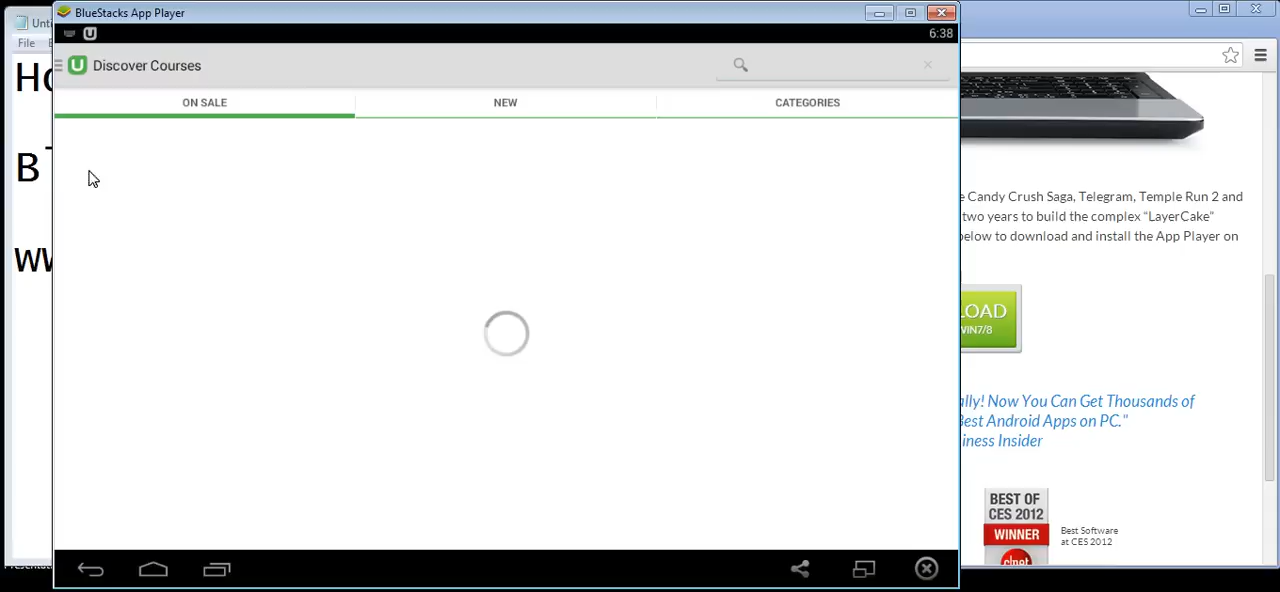 BlueStacks App Player
6:38
Discover Courses
ON SALE
NEW
CATEGORIES
File
e Candy Crush Saga, Telegram, Temple Run 2 and
two years to build the complex “LayerCake”
below to download and install the App Player on
LOAD
WIN7/8
ally! Now You Can Get Thousands of
Best Android Apps on PC."
iness Insider
BEST OF
CES 2012
WINNER
c|net
Best Software
at CES 2012